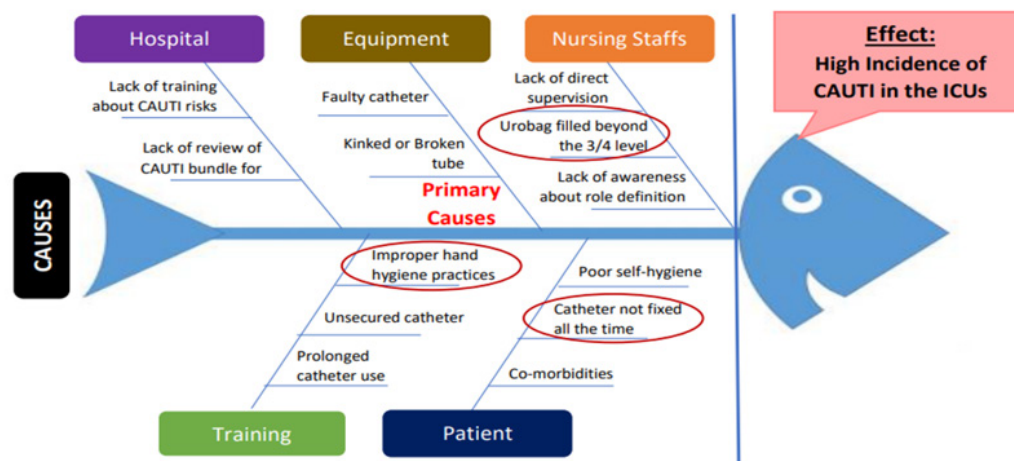 Hospital
Equipment
Nursing Staffs
Effect:
High Incidence of
CAUTI in the ICUs
Lack of training
about CAUTI risks
Lack of review of
CAUTI bundle for
Faulty catheter
Kinked or Broken
tube
Lack of direct
supervision
Urobag filled beyond
the 3/4 level
Lack of awareness
about role definition
Primary
Causes
CAUSES
Improper hand
hygiene practices
Unsecured catheter
Prolonged
catheter use
Poor self-hygiene
Catheter not fixed
all the time
Co-morbidities
Training
Patient